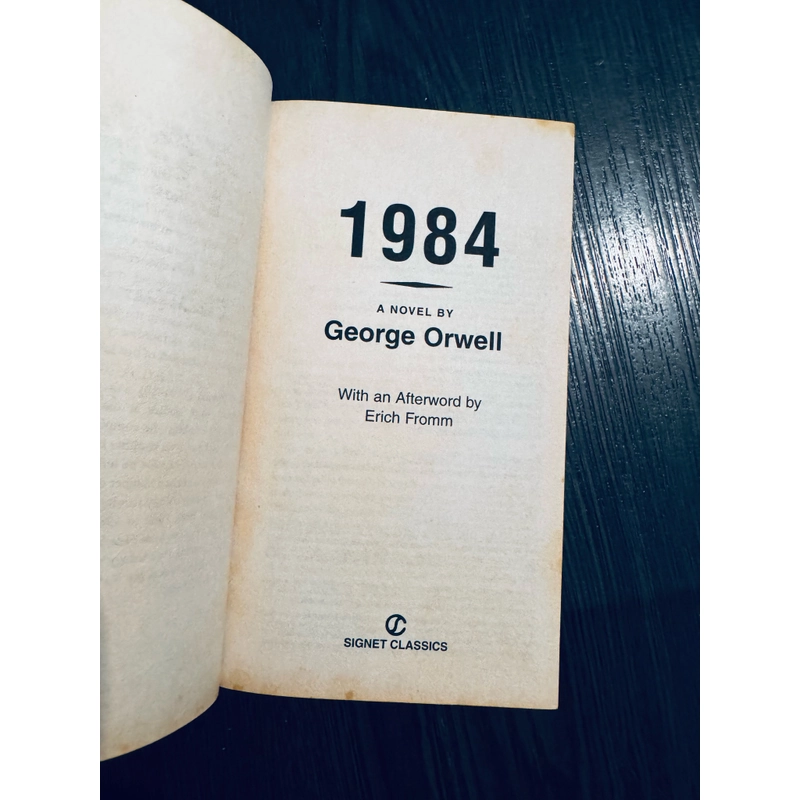 1984
A NOVEL BY
George Orwell
With an Afterword by
Erich Fromm
SIGNET CLASSICS